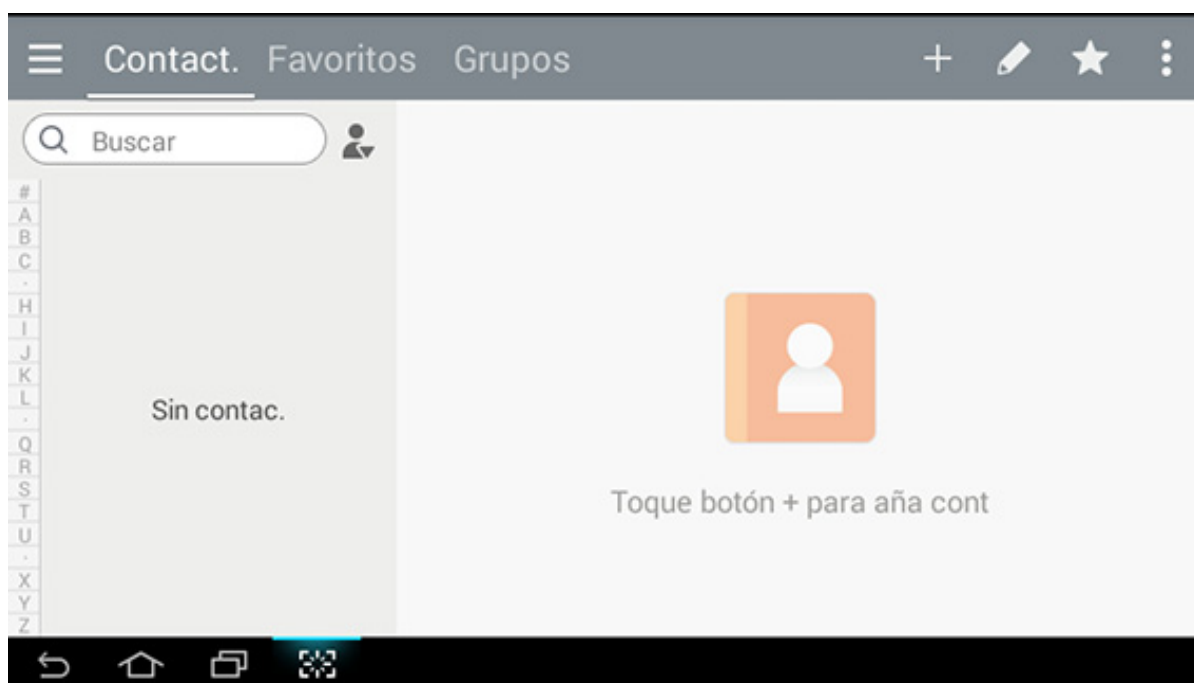 Contact. Favoritos Grupos
Buscar
#
A
B
C
·
H
I
J
K
L
·
Q
R
S
T
U
·
X
Y
Z
Sin contac.
Toque botón + para aña cont